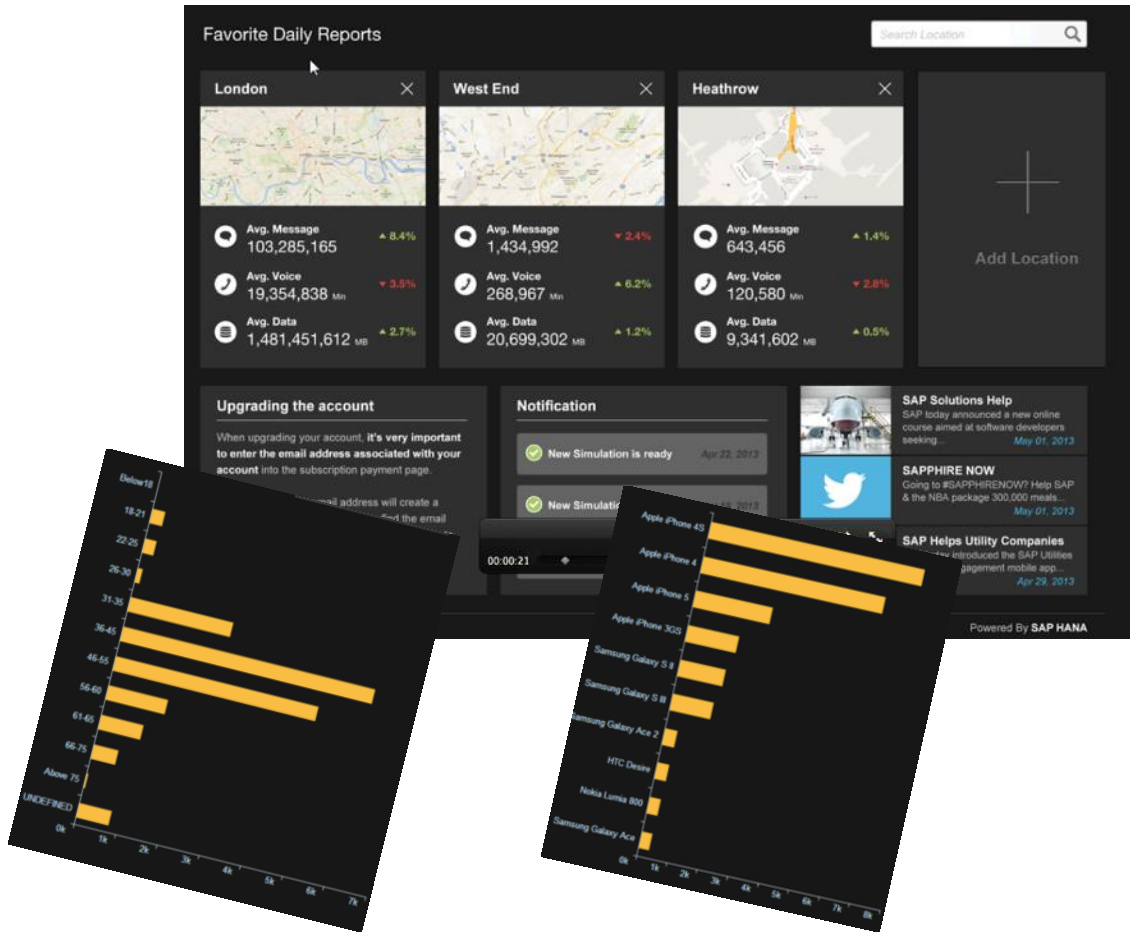 Favorite Daily Reports
Search Location
London
West End
Heathrow
Avg. Message
103,285,165
8.4%
Avg. Voice
19,354,838 Min
3.5%
Avg. Data
1,481,451,612 MB
2.7%
Avg. Message
1,434,992
2.4%
Avg. Voice
268,967 Min
6.2%
Avg. Data
20,699,302 MB
1.2%
Avg. Message
643,456
1.4%
Avg. Voice
120,580 Min
2.8%
Avg. Data
9,341,602 MB
0.5%
Add Location
Upgrading the account
When upgrading your account, it's very important
to enter the email address associated with your
account into the subscription payment page.
email address will create a
find the email
Notification
New Simulation is ready
Apr 22, 2013
New
2013
00:00:21
SAP Solutions Help
SAP today announced a new online
course aimed at software developers
seeking...
May 01, 2013
SAPPHIRE NOW
Going to #SAPPHIRENOW? Help SAP
& the NBA package 300,000 meals...
May 01, 2013
SAP Helps Utility Companies
introduced the SAP Utilities
mobile app...
Apr 29, 2013
Powered By SAP HANA
Below18
18-21
22-25
26-30
31-35
36-45
46-55
56-60
61-65
66-75
Above 75
UNDEFINED
0k
1k
2k
3k
4k
5k
6k
7k
Apple iPhone 4S
Apple iPhone 4
Apple iPhone 5
Apple iPhone 3GS
Samsung Galaxy S II
Samsung Galaxy S III
Samsung Galaxy Ace 2
HTC Desire
Nokia Lumia 800
Samsung Galaxy Ace
0k
1k
2k
3k
4k
5k
6k
7k
8k